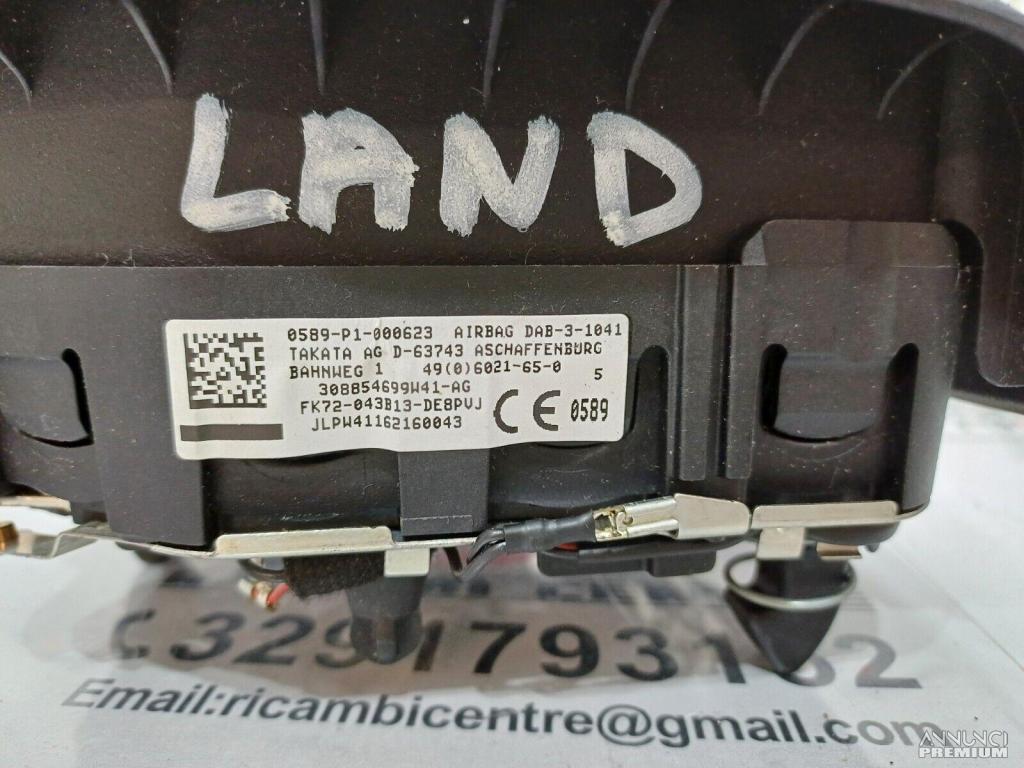 LAND
0589-P1-000623 AIRBAG DAB-3-1041
TAKATA AG D-63743 ASCHAFFENBURG
BAHNWEG 1 49(0)6021-65-0 5
308854699W41-AG
FK72-043B13-DE8PVJ
JLPW41162160043
CE 0589
Email:ricambicentre@gmail.com
ANNUNCI
PREMIUM